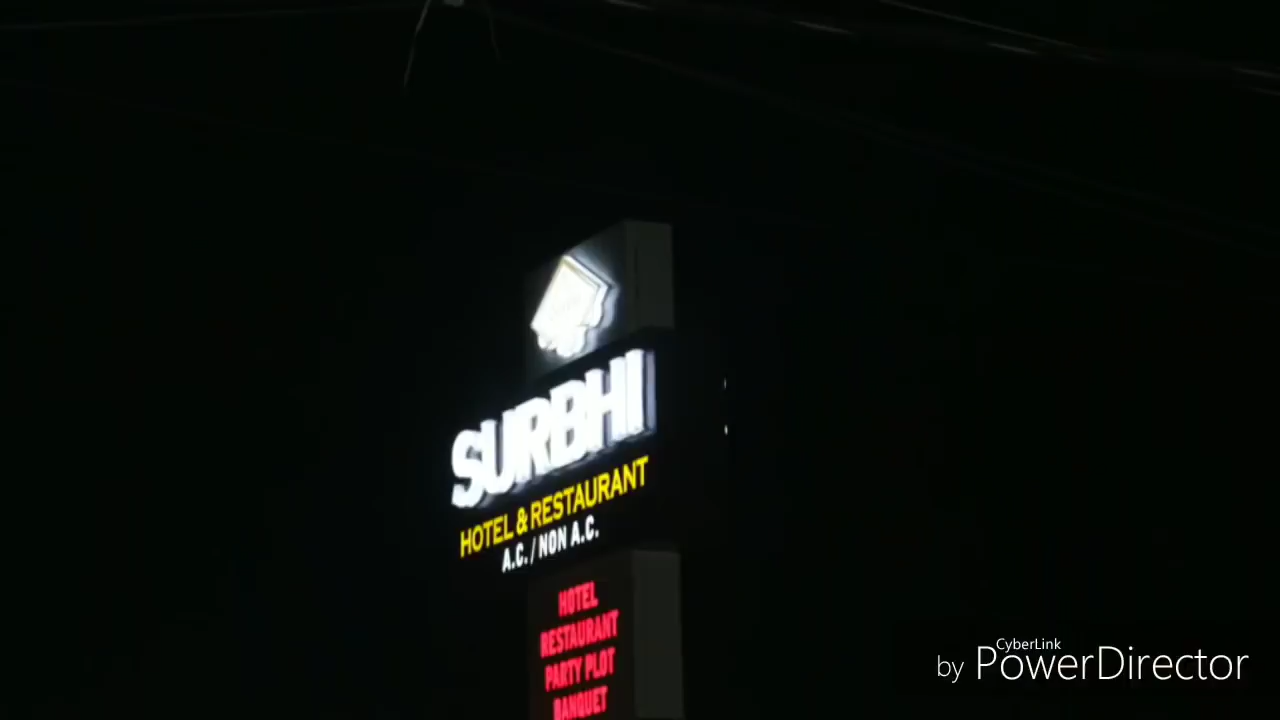 SURBHI
HOTEL & RESTAURANT
A.C. / NON A.C.
HOTEL
RESTAURANT
PARTY PLOT
BANQUET
CyberLink
by PowerDirector